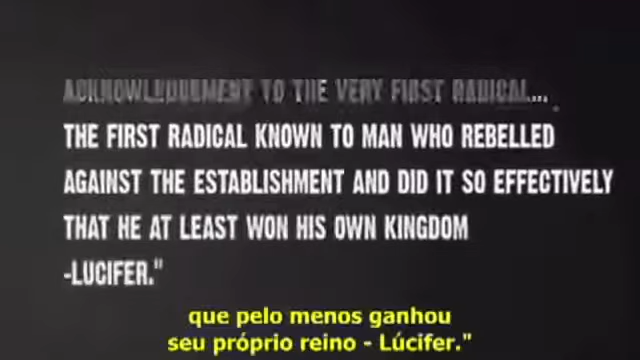 ACKNOWLEDGEMENT TO THE VERY FIRST RADICAL...
THE FIRST RADICAL KNOWN TO MAN WHO REBELLED
AGAINST THE ESTABLISHMENT AND DID IT SO EFFECTIVELY
THAT HE AT LEAST WON HIS OWN KINGDOM
-LUCIFER."
que pelo menos ganhou
seu próprio reino - Lúcifer."